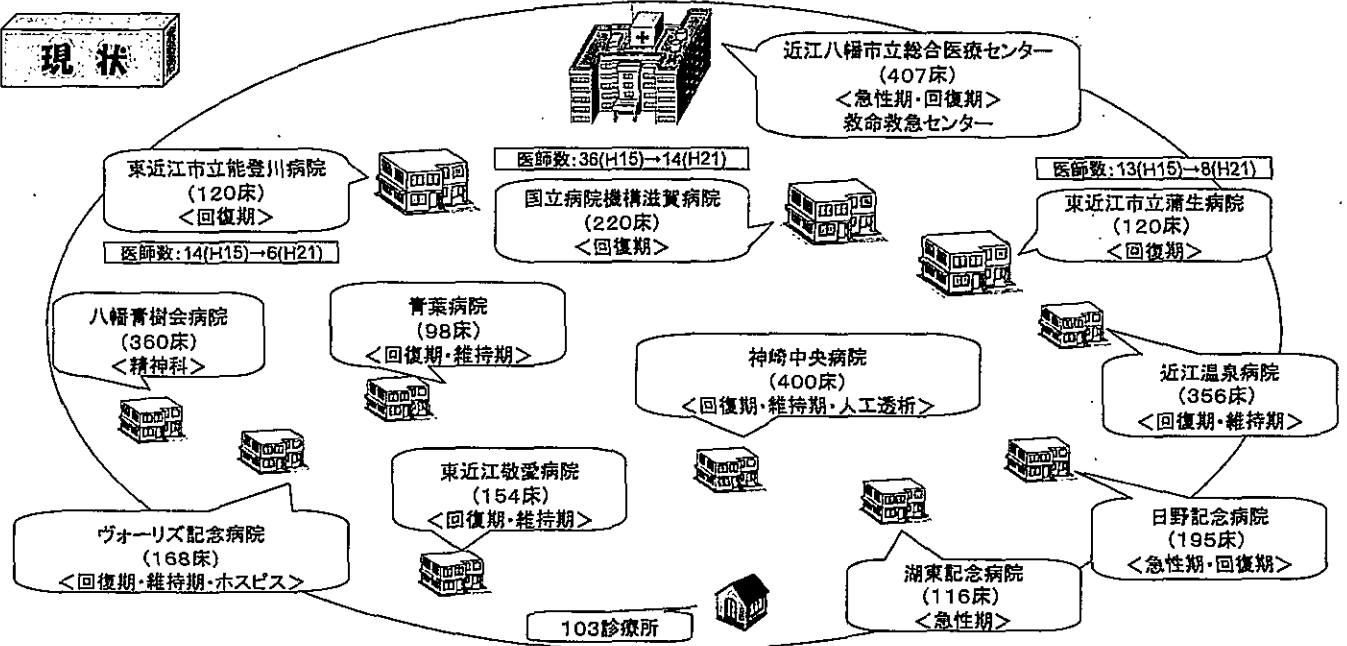 現状
近江八幡市立総合医療センター
(407床)
<急性期・回復期>
救命救急センター
東近江市立能登川病院
(120床)
<回復期>
医師数:14(H15)→6(H21)
医師数:36(H15)→14(H21)
国立病院機構滋賀病院
(220床)
<回復期>
医師数:13(H15)→8(H21)
東近江市立蒲生病院
(120床)
<回復期>
八幡青樹会病院
(360床)
<精神科>
青葉病院
(98床)
<回復期・維持期>
神崎中央病院
(400床)
<回復期・維持期・人工透析>
近江温泉病院
(356床)
<回復期・維持期>
ヴォーリズ記念病院
(168床)
<回復期・維持期・ホスピス>
東近江敬愛病院
(154床)
<回復期・維持期>
日野記念病院
(195床)
<急性期・回復期>
湖東記念病院
(116床)
<急性期>
103診療所